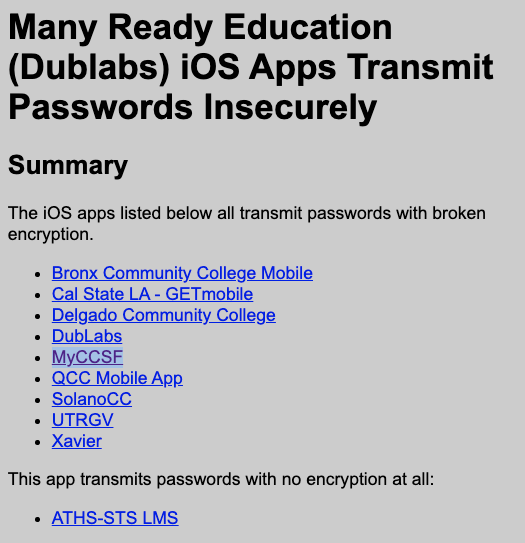 Many Ready Education
(Dublabs) iOS Apps Transmit
Passwords Insecurely
Summary
The iOS apps listed below all transmit passwords with broken
encryption.
• Bronx Community College Mobile
• Cal State LA - GETmobile
• Delgado Community College
• DubLabs
• MyCCSF
• QCC Mobile App
• SolanoCC
• UTRGV
• Xavier
This app transmits passwords with no encryption at all:
• ATHS-STS LMS